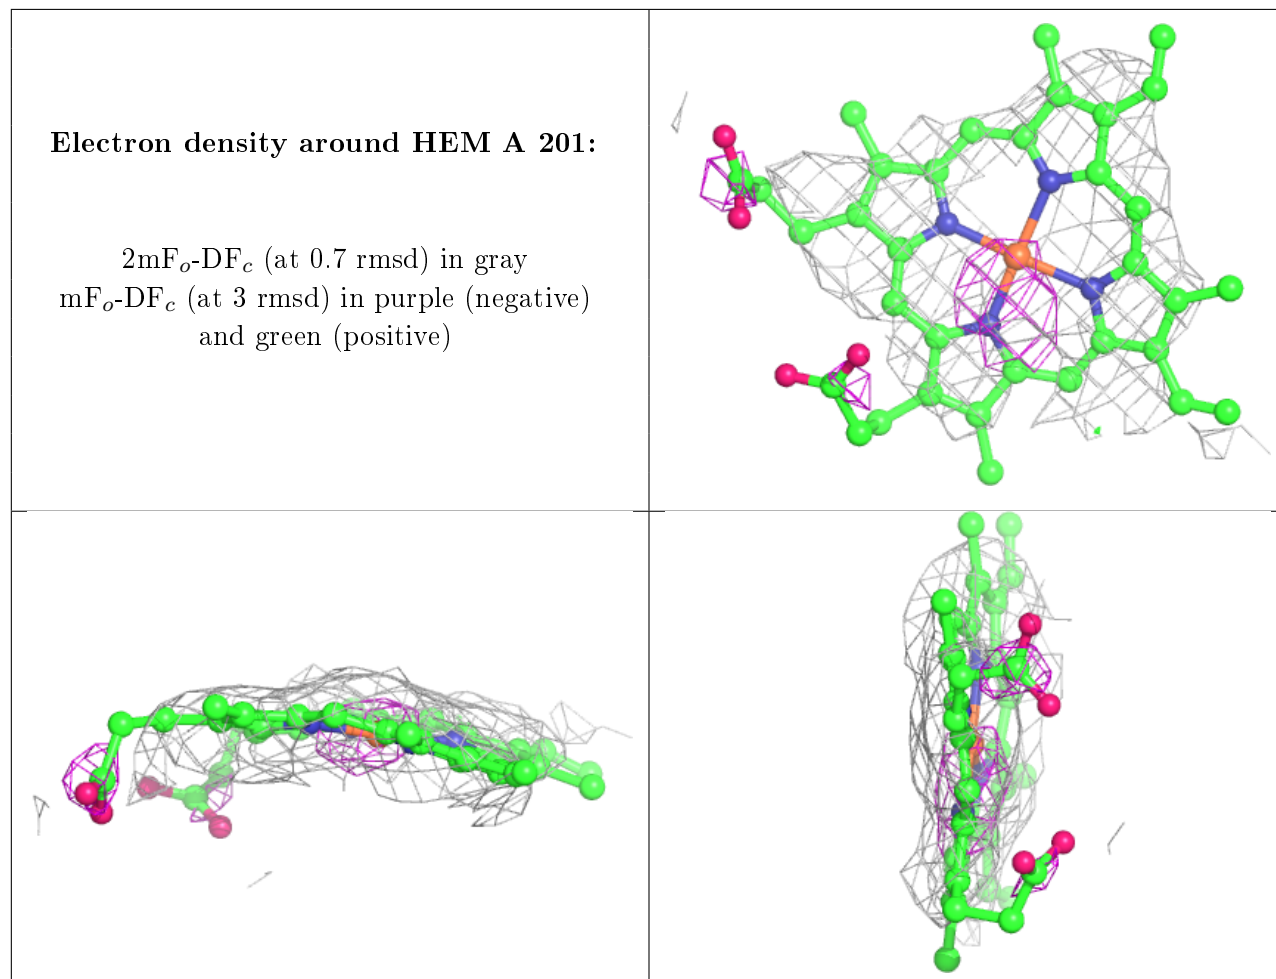 Electron density around HEM A 201:
2mFo-DFc (at 0.7 rmsd) in gray
mFo-DFc (at 3 rmsd) in purple (negative)
and green (positive)